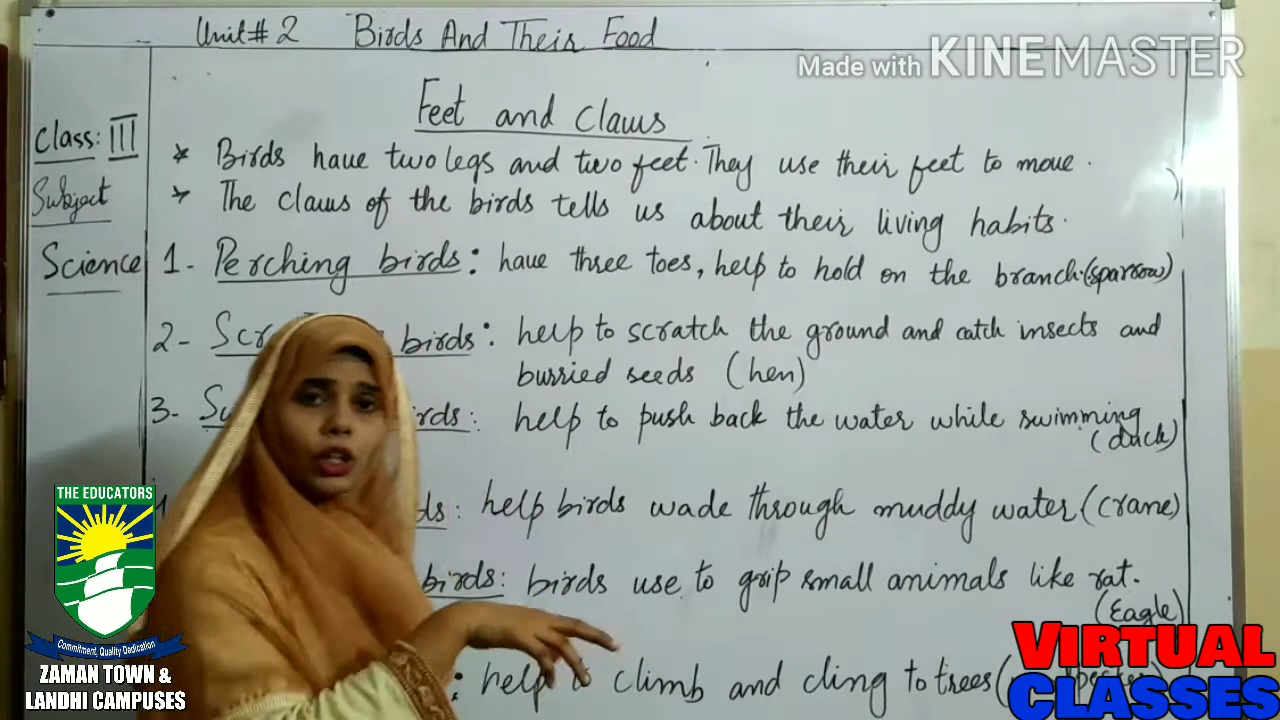 Unit# 2 Birds And Their Food
Made with KINEMASTER
Feet and Claws
Class: III
* Birds have two legs and two feet. They use their feet to move.
Subject
* The claws of the birds tells us about their living habits.
Science
1- Perching birds: have three toes, help to hold on the branch.(sparrow)
2- birds: help to scratch the ground and catch insects and
burried seeds (hen)
3- help to push back the water while swimming
(duck)
: help birds wade through muddy water (crane)
birds: birds use to grip small animals like rat.
(Eagle)
: help to climb and cling to trees (
THE EDUCATORS
Commitment, Quality Dedication
ZAMAN TOWN &
LANDHI CAMPUSES
VIRTUAL
CLASSES